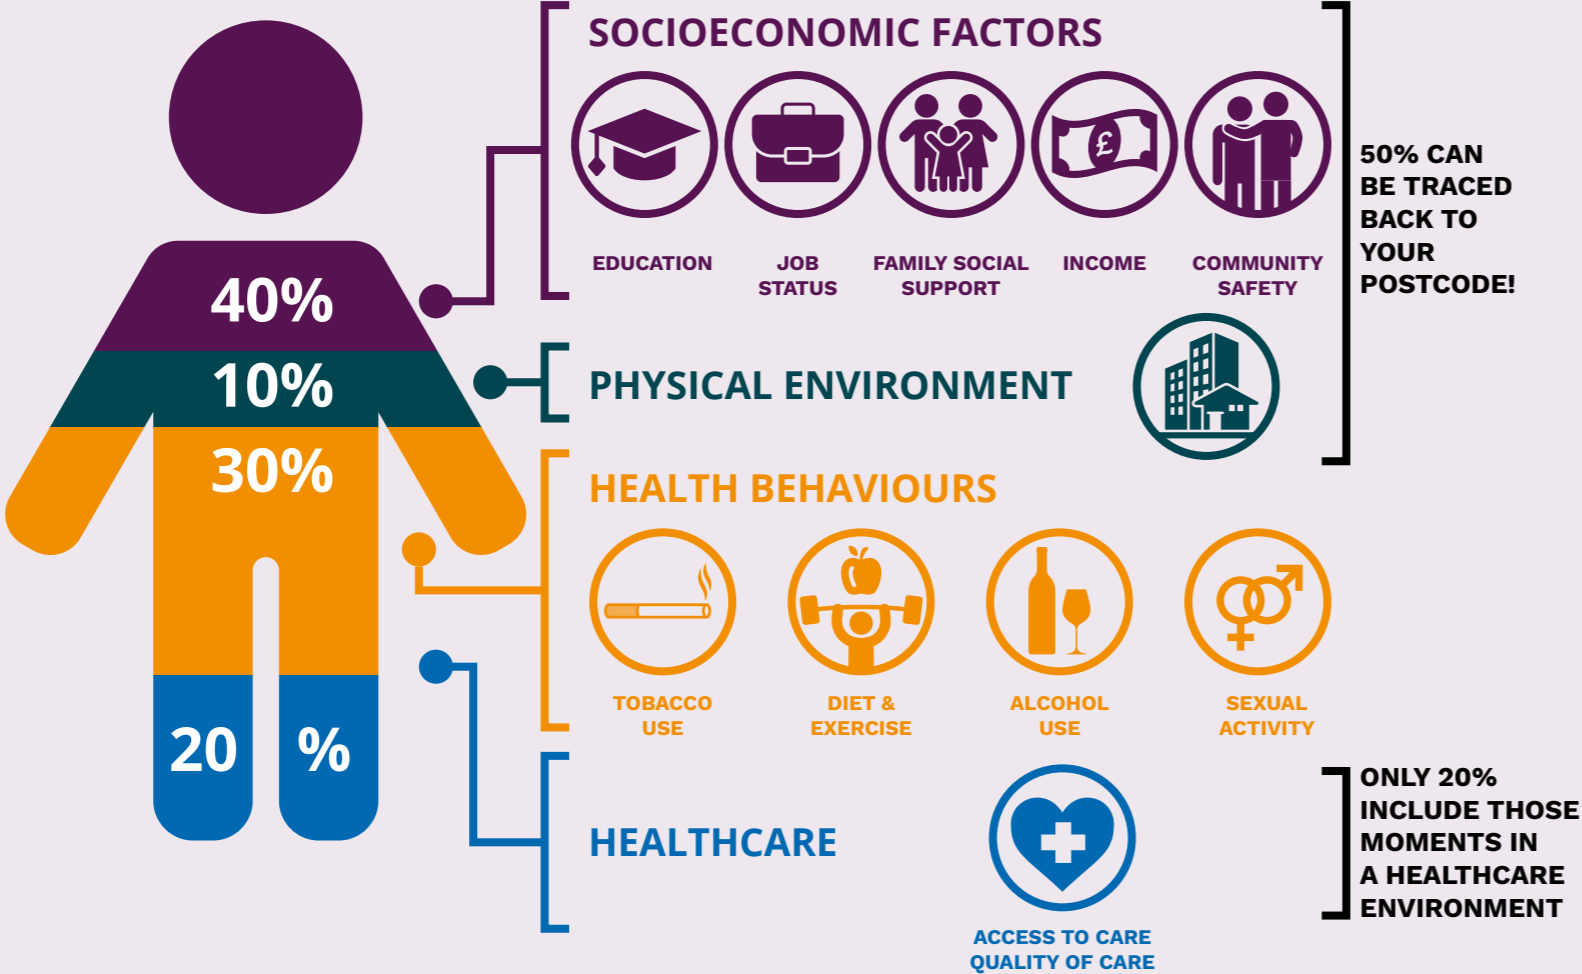 SOCIOECONOMIC FACTORS
£
EDUCATION
JOB
STATUS
FAMILY SOCIAL
SUPPORT
INCOME
COMMUNITY
SAFETY
50% CAN
BE TRACED
BACK TO
YOUR
POSTCODE!
40%
10%
PHYSICAL ENVIRONMENT
30%
HEALTH BEHAVIOURS
TOBACCO
USE
DIET &
EXERCISE
ALCOHOL
USE
SEXUAL
ACTIVITY
20 %
HEALTHCARE
ACCESS TO CARE
QUALITY OF CARE
ONLY 20%
INCLUDE THOSE
MOMENTS IN
A HEALTHCARE
ENVIRONMENT